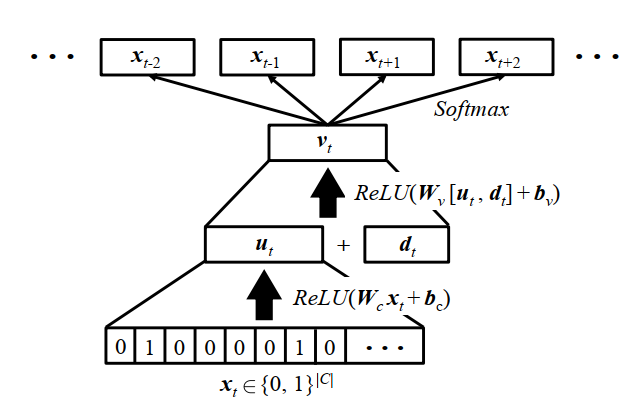 ··· x_{t-2} x_{t-1} x_{t+1} x_{t+2} ···
Softmax
v_t
ReLU(W_v [u_t , d_t] + b_v)
u_t + d_t
ReLU(W_c x_t + b_c)
0 1 0 0 0 0 1 0 ···
x_t ∈ {0, 1}^{|C|}